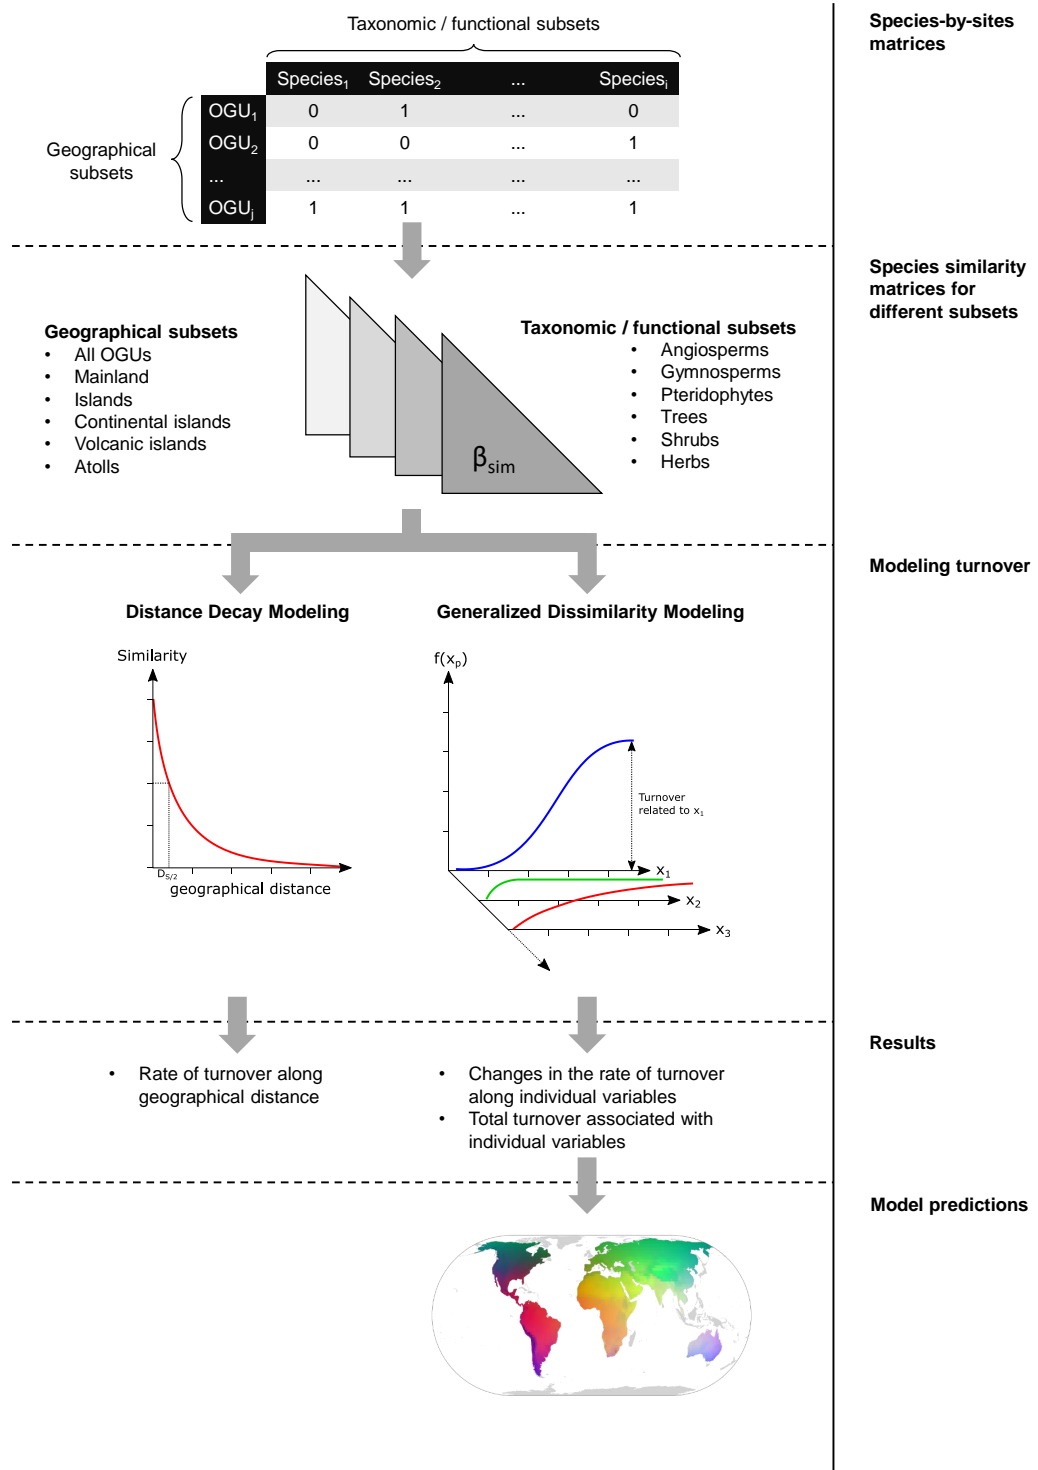 Taxonomic / functional subsets
Species-by-sites
matrices
Species1 Species2 ... Speciesi
OGU1 0 1 ... 0
OGU2 0 0 ... 1
... ... ... ... ...
OGUj 1 1 ... 1
Geographical
subsets
Species similarity
matrices for
different subsets
Geographical subsets
• All OGUs
• Mainland
• Islands
• Continental islands
• Volcanic islands
• Atolls
βsim
Taxonomic / functional subsets
• Angiosperms
• Gymnosperms
• Pteridophytes
• Trees
• Shrubs
• Herbs
Modeling turnover
Distance Decay Modeling
Similarity
DS/2
geographical distance
Generalized Dissimilarity Modeling
f(xp)
Turnover
related to x1
x1
x2
x3
Results
• Rate of turnover along
geographical distance
• Changes in the rate of turnover
along individual variables
• Total turnover associated with
individual variables
Model predictions